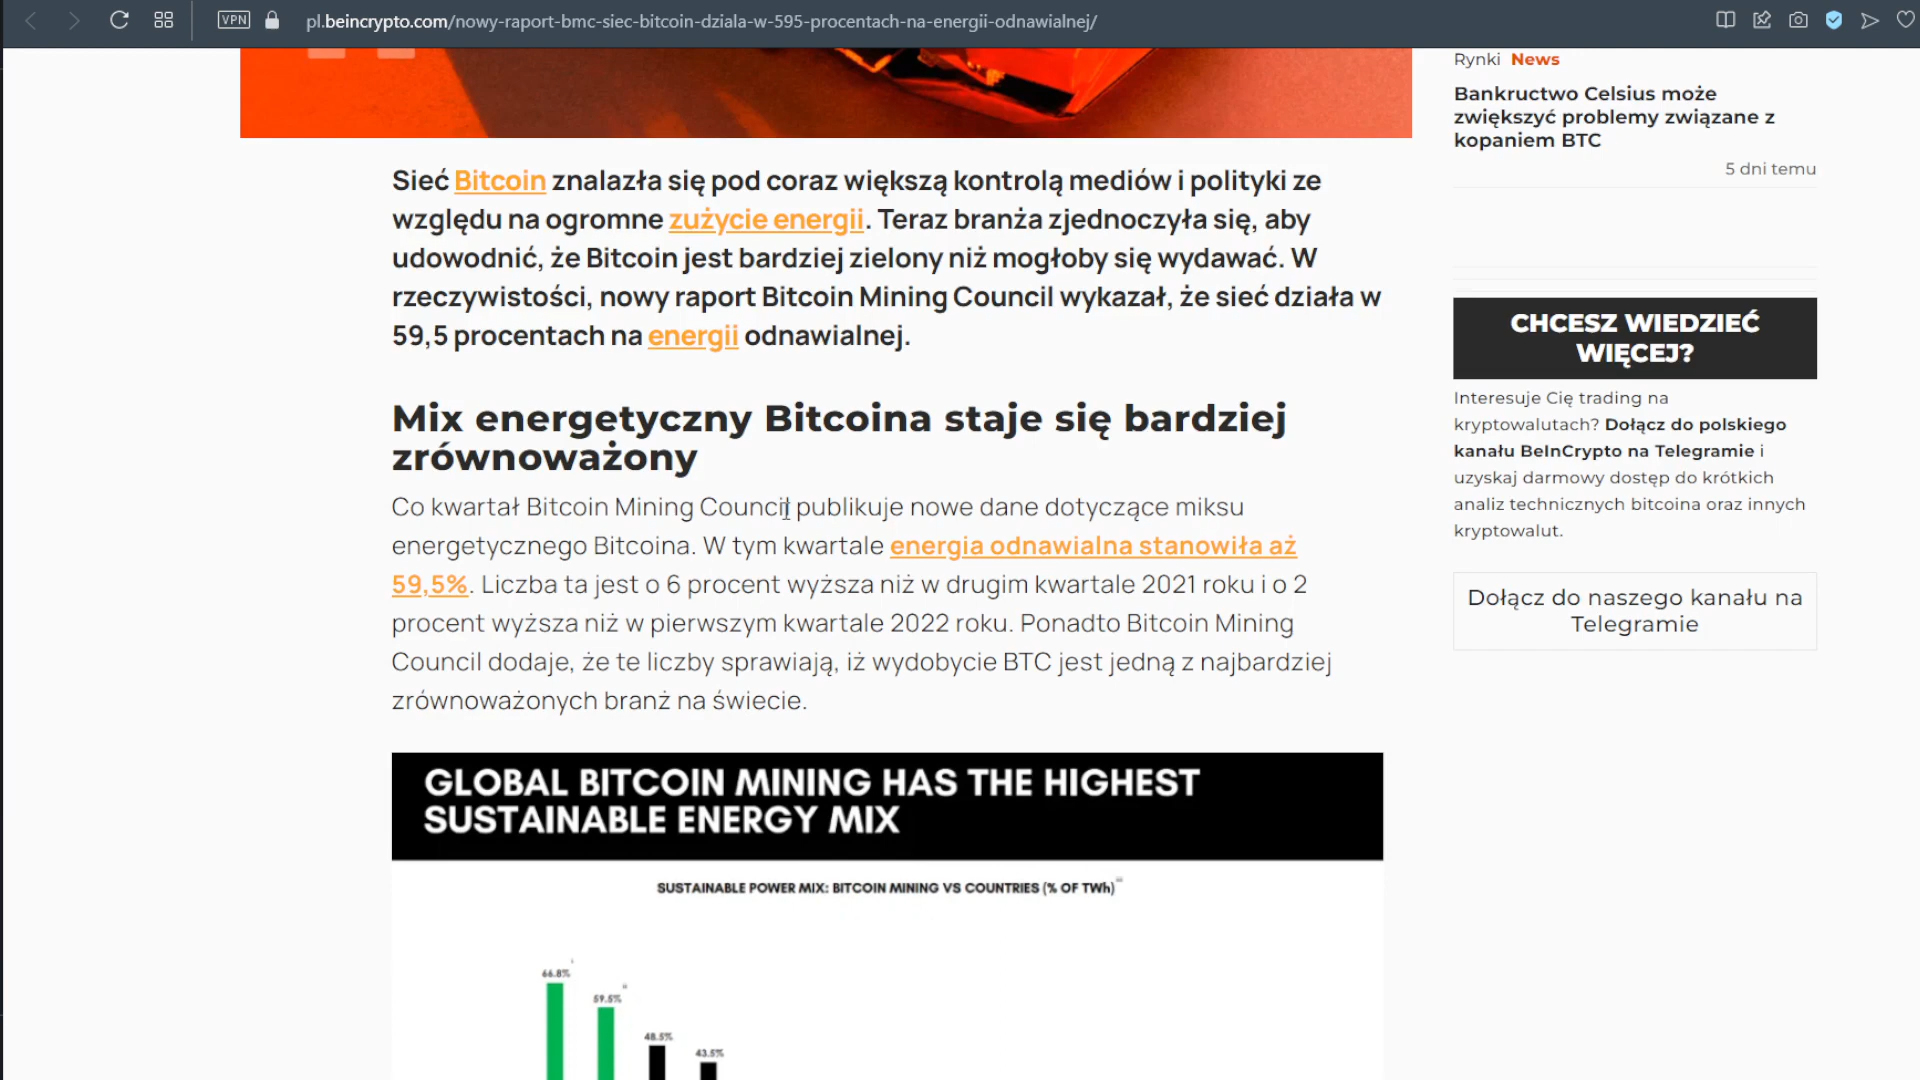 VPN
pl.beincrypto.com/nowy-raport-bmc-siec-bitcoin-dziala-w-595-procentach-na-energii-odnawialnej/
Sieć Bitcoin znalazła się pod coraz większą kontrolą mediów i polityki ze
względu na ogromne zużycie energii. Teraz branża zjednoczyła się, aby
udowodnić, że Bitcoin jest bardziej zielony niż mogłoby się wydawać. W
rzeczywistości, nowy raport Bitcoin Mining Council wykazał, że sieć działa w
59,5 procentach na energii odnawialnej.
Mix energetyczny Bitcoina staje się bardziej
zrównoważony
Co kwartał Bitcoin Mining Council publikuje nowe dane dotyczące miksu
energetycznego Bitcoina. W tym kwartale energia odnawialna stanowiła aż
59,5%. Liczba ta jest o 6 procent wyższa niż w drugim kwartale 2021 roku i o 2
procent wyższa niż w pierwszym kwartale 2022 roku. Ponadto Bitcoin Mining
Council dodaje, że te liczby sprawiają, iż wydobycie BTC jest jedną z najbardziej
zrównoważonych branż na świecie.
GLOBAL BITCOIN MINING HAS THE HIGHEST
SUSTAINABLE ENERGY MIX
SUSTAINABLE POWER MIX: BITCOIN MINING VS COUNTRIES (% OF TWh)
66.8%
59.5%
48.5%
43.5%
Rynki News
Bankructwo Celsius może
zwiększyć problemy związane z
kopaniem BTC
5 dni temu
CHCESZ WIEDZIEĆ
WIĘCEJ?
Interesuje Cię trading na
kryptowalutach? Dołącz do polskiego
kanału BeInCrypto na Telegramie i
uzyskaj darmowy dostęp do krótkich
analiz technicznych bitcoina oraz innych
kryptowalut.
Dołącz do naszego kanału na
Telegramie